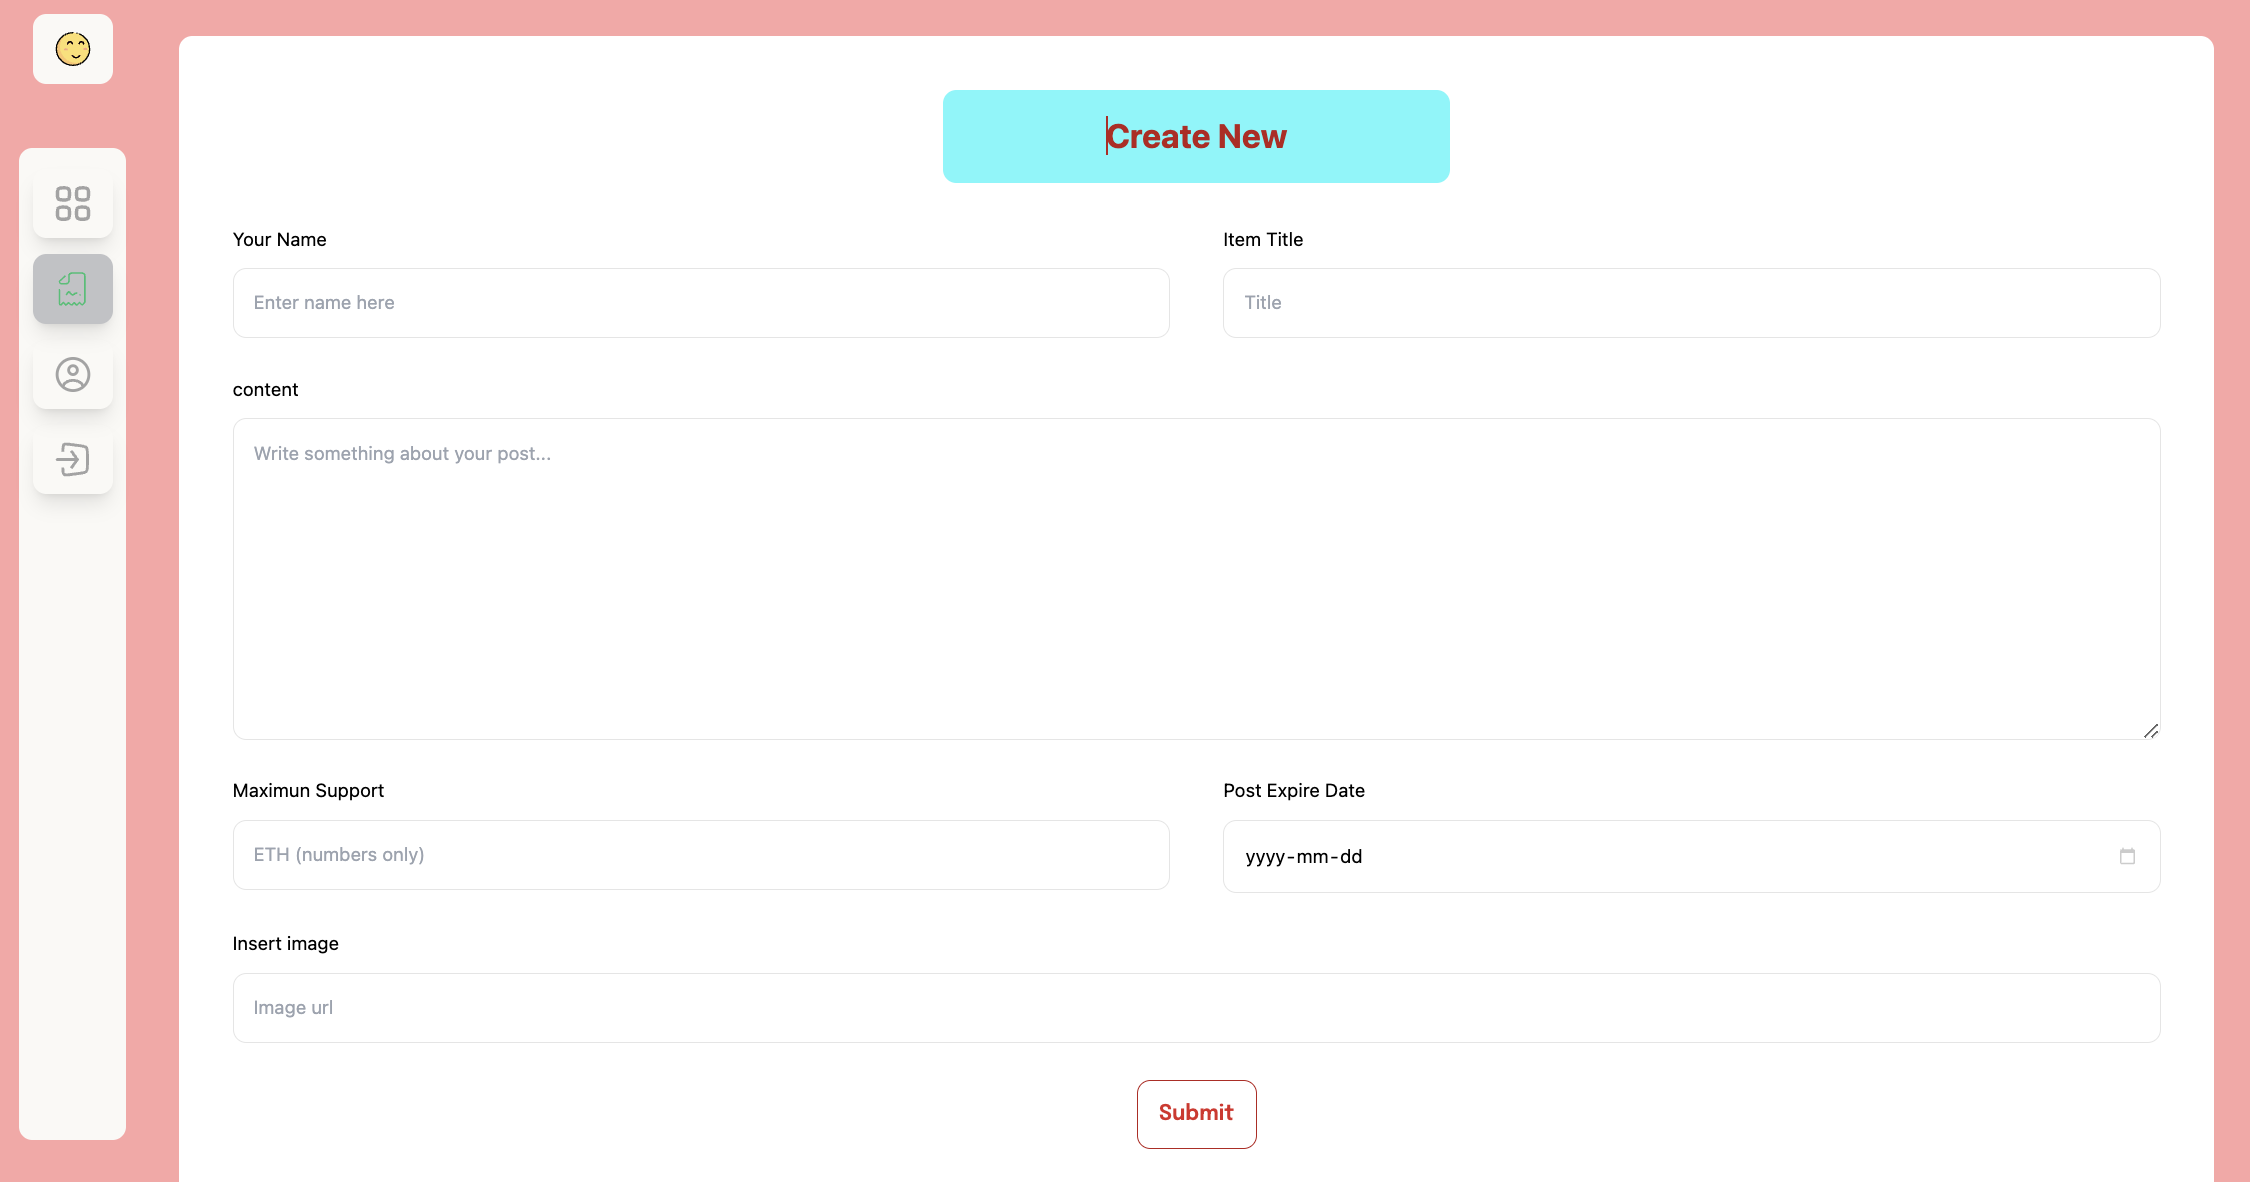 Create New
Your Name
Item Title
Enter name here
Title
content
Write something about your post...
Maximun Support
Post Expire Date
ETH (numbers only)
yyyy-mm-dd
Insert image
Image url
Submit